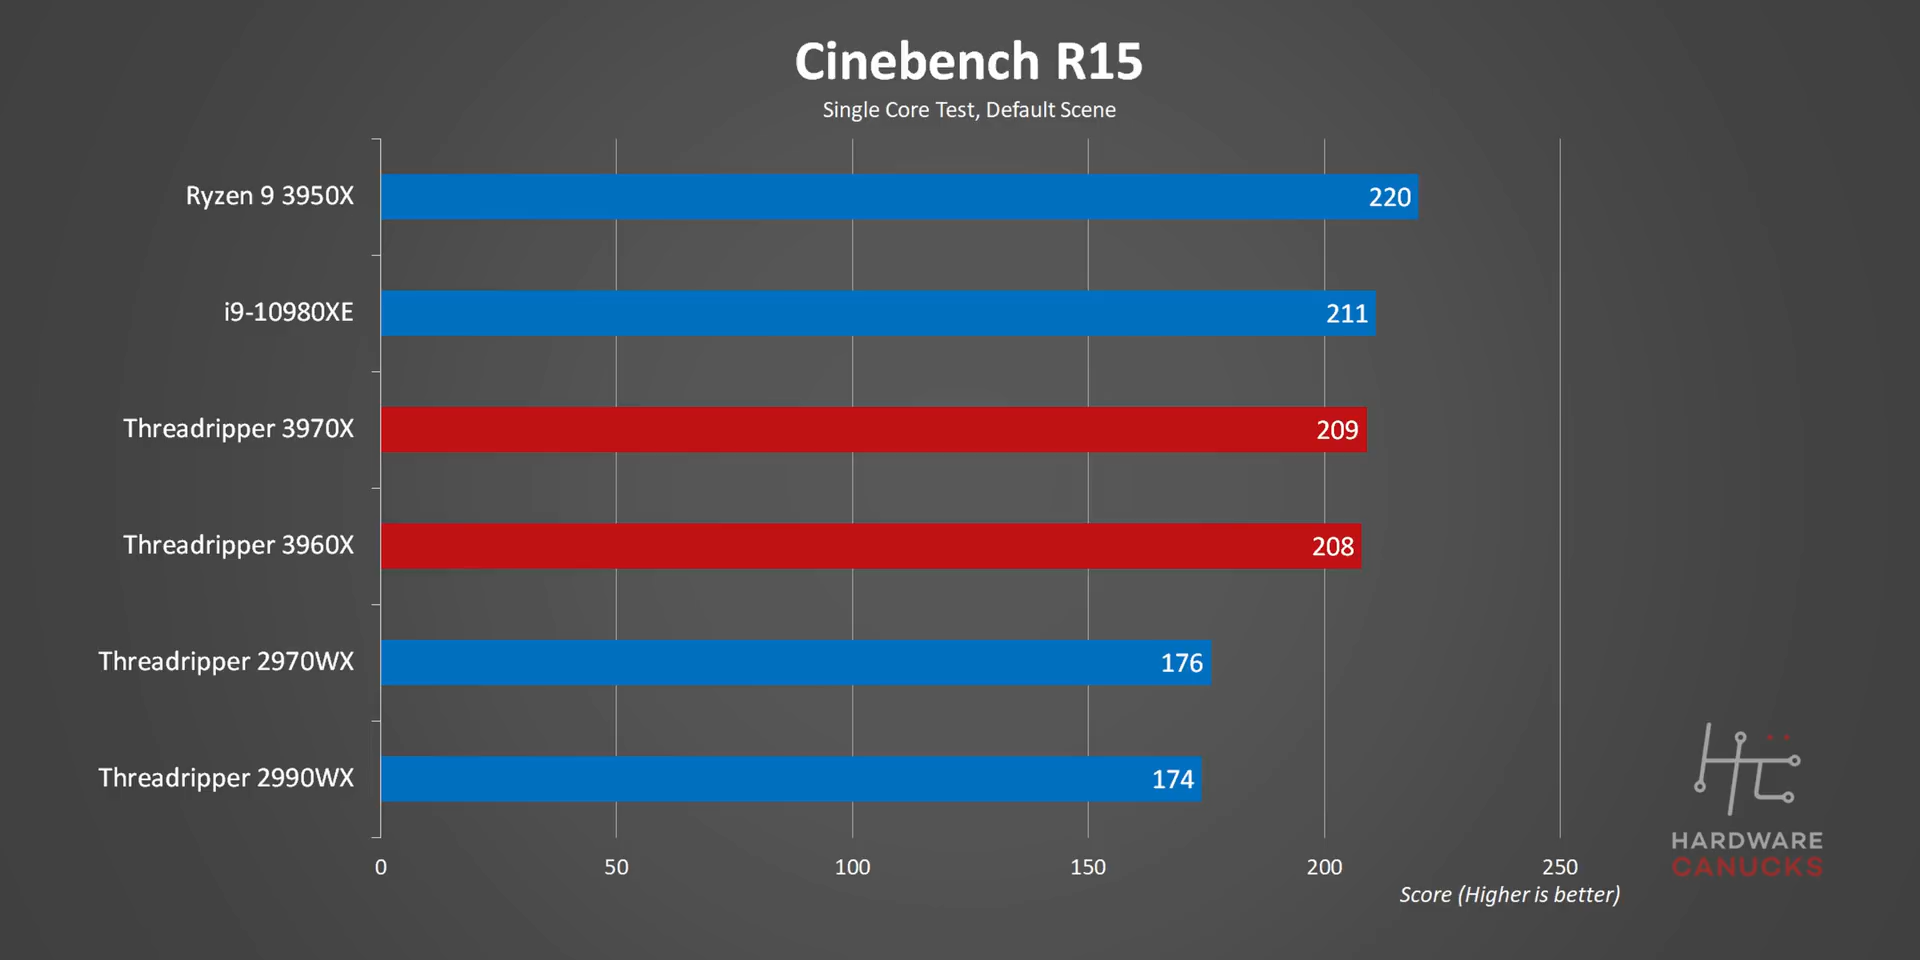 Cinebench R15
Single Core Test, Default Scene
Ryzen 9 3950X
220
i9-10980XE
211
Threadripper 3970X
209
Threadripper 3960X
208
Threadripper 2970WX
176
Threadripper 2990WX
174
0 50 100 150 200 250
Score (Higher is better)
HARDWARE
CANUCKS